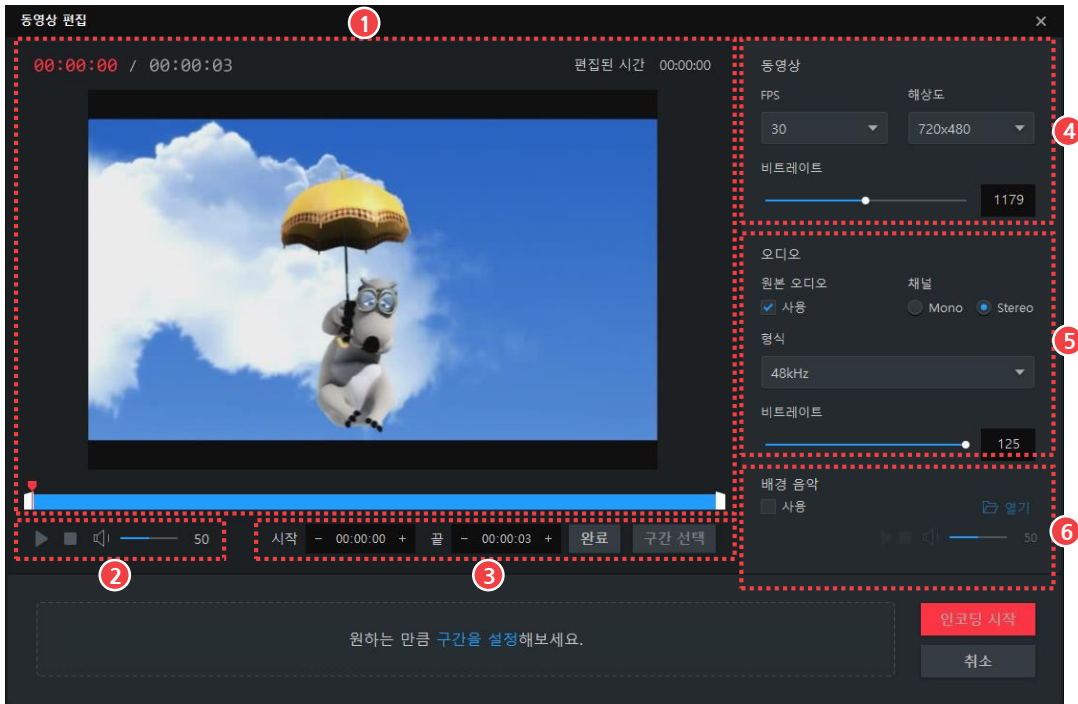 동영상 편집
1
00:00:00 / 00:00:03
편집된 시간 00:00:00
동영상
FPS 해상도
30 720x480
4
비트레이트
1179
오디오
원본 오디오 채널
사용 Mono Stereo
형식
5
48kHz
비트레이트
125
배경 음악
사용 열기
50
6
50
시작 - 00:00:00 + 끝 - 00:00:03 + 완료 구간 선택
2
3
원하는 만큼 구간을 설정해보세요.
인코딩 시작
취소